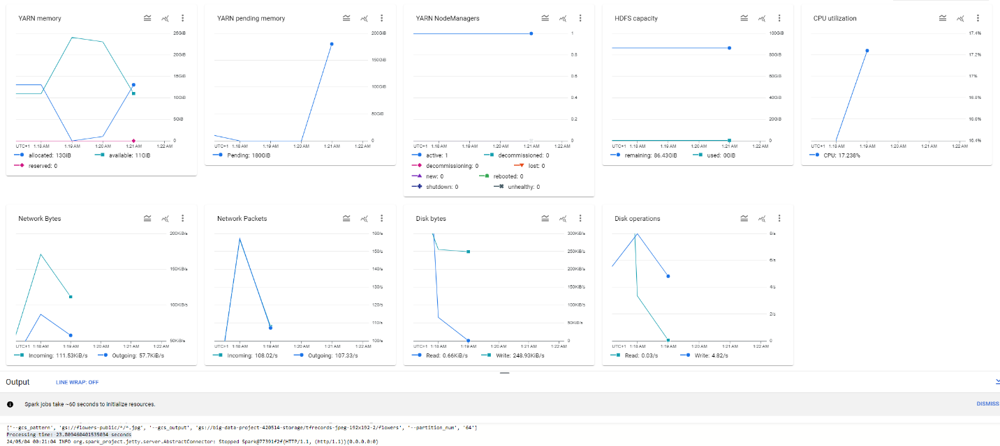 YARN memory
26GiB
20GiB
15GiB
10GiB
5GiB
0
UTC+1 1:18 AM 1:19 AM 1:20 AM 1:21 AM 1:22 AM
allocated: 13GiB available: 11GiB
reserved: 0
YARN pending memory
200GiB
150GiB
100GiB
50GiB
0
UTC+1 1:18 AM 1:19 AM 1:20 AM 1:21 AM 1:22 AM
Pending: 180GiB
YARN NodeManagers
1
0.8
0.6
0.4
0.2
0
UTC+1 1:18 AM 1:19 AM 1:20 AM 1:21 AM 1:22 AM
active: 1 decommissioned: 0
decommissioning: 0 lost: 0
new: 0 rebooted: 0
shutdown: 0 unhealthy: 0
HDFS capacity
100GiB
80GiB
60GiB
40GiB
20GiB
0
UTC+1 1:18 AM 1:19 AM 1:20 AM 1:21 AM 1:22 AM
remaining: 86.43GiB used: 0GiB
CPU utilization
17.4%
17.2%
17%
16.8%
16.6%
16.4%
UTC+1 1:18 AM 1:19 AM 1:20 AM 1:21 AM 1:22 AM
CPU: 17.238%
Network Bytes
200KiB/s
150KiB/s
100KiB/s
50KiB/s
UTC+1 1:18 AM 1:19 AM 1:20 AM 1:21 AM 1:22 AM
Incoming: 111.53KiB/s Outgoing: 57.7KiB/s
Network Packets
160/s
150/s
140/s
130/s
120/s
110/s
100/s
UTC+1 1:18 AM 1:19 AM 1:20 AM 1:21 AM 1:22 AM
Incoming: 108.02/s Outgoing: 107.33/s
Disk bytes
300KiB/s
250KiB/s
200KiB/s
150KiB/s
100KiB/s
50KiB/s
0
UTC+1 1:18 AM 1:19 AM 1:20 AM 1:21 AM 1:22 AM
Read: 0.66KiB/s Write: 248.93KiB/s
Disk operations
8/s
6/s
4/s
2/s
0
UTC+1 1:18 AM 1:19 AM 1:20 AM 1:21 AM 1:22 AM
Read: 0.03/s Write: 4.82/s
Output LINE WRAP: OFF
Spark jobs take ~60 seconds to initialize resources. DISMISS
['--gcs_pattern', 'gs://flowers-public/*/*.jpg', '--gcs_output', 'gs://big-data-project-420514-storage/tfrecords-jpeg-192x192-2/flowers', '--partition_num', '64']
Processing time: 23.809460401535034 seconds
24/05/04 00:21:04 INFO org.spark_project.jetty.server.AbstractConnector: Stopped Spark@77391f2f{HTTP/1.1, (http/1.1)}{0.0.0.0:0}